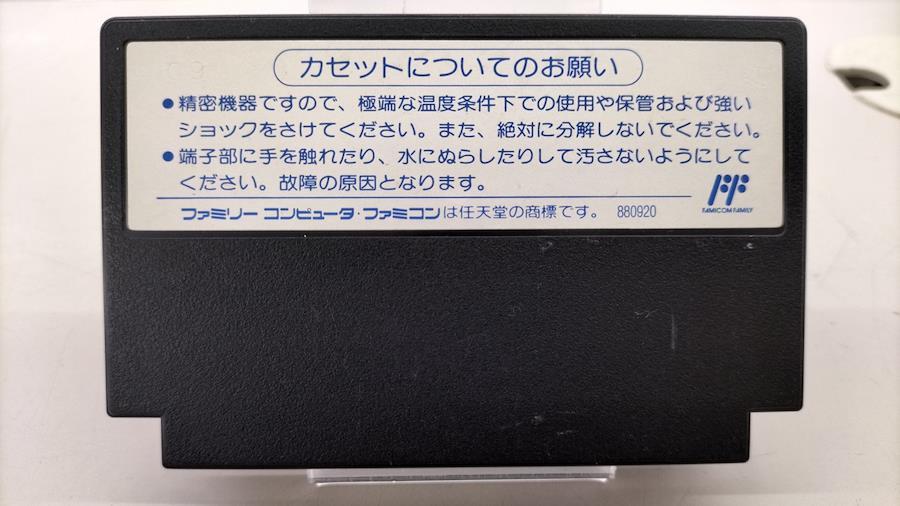 カセットについてのお願い
●精密機器ですので、極端な温度条件下での使用や保管および強い
ショックをさけてください。また、絶対に分解しないでください。
●端子部に手を触れたり、水にぬらしたりして汚さないようにして
ください。故障の原因となります。
FAMICOM FAMILY
ファミリー コンピュータ・ファミコンは任天堂の商標です。 880920